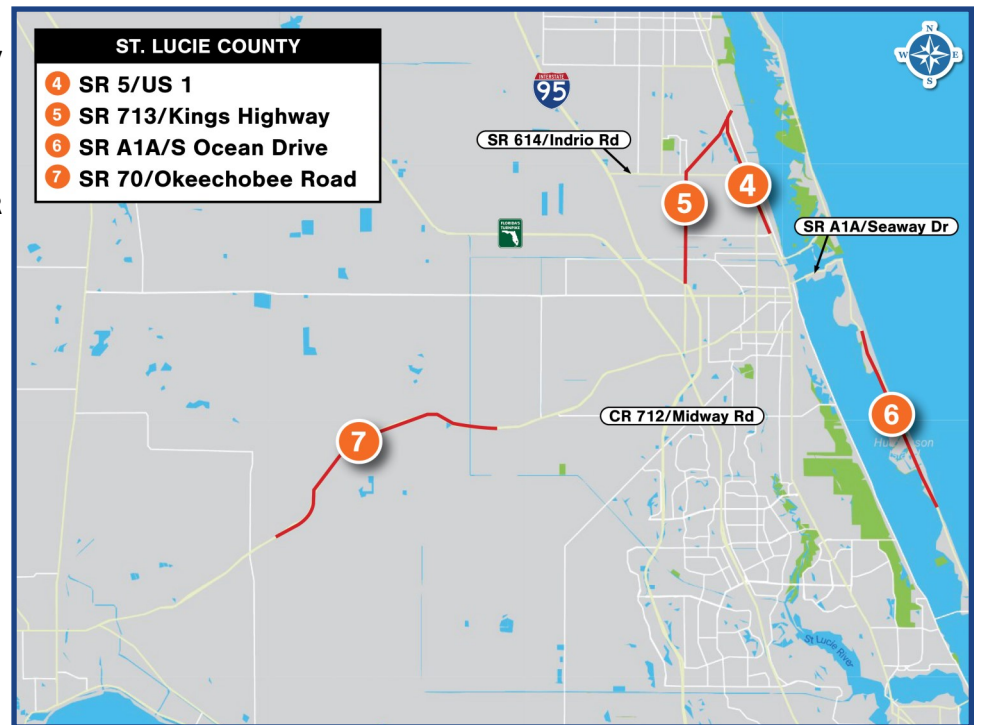 ST. LUCIE COUNTY
4 SR 5/US 1
5 SR 713/Kings Highway
6 SR A1A/S Ocean Drive
7 SR 70/Okeechobee Road
N
W E
S
INTERSTATE
95
SR 614/Indrio Rd
4
5
FLORIDA'S
TURNPIKE
SR A1A/Seaway Dr
CR 712/Midway Rd
6
7
St Lucie River